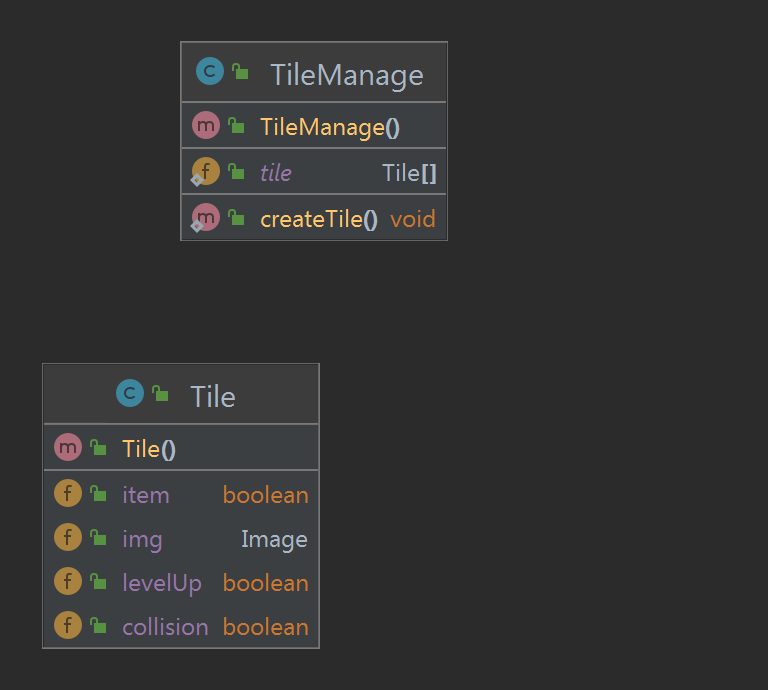 C TileManage
m TileManage()
f tile Tile[]
m createTile() void
C Tile
m Tile()
f item boolean
f img Image
f levelUp boolean
f collision boolean